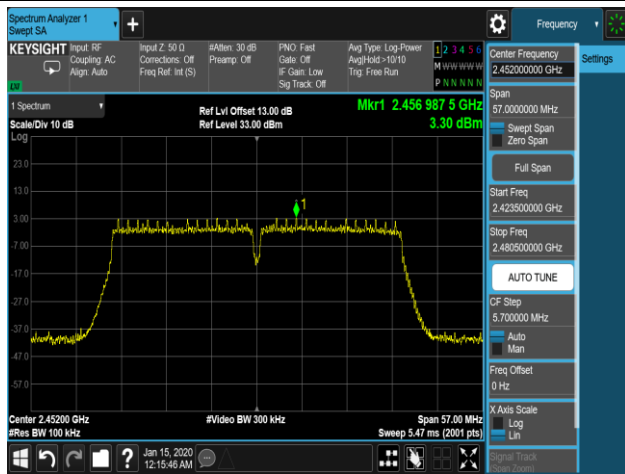 Spectrum Analyzer 1
Swept SA
+
Frequency
KEYSIGHT
Input: RF
Coupling: AC
Align: Auto
Input Z: 50 Ω
Corrections: Off
Freq Ref: Int (S)
#Atten: 30 dB
Preamp: Off
PNO: Fast
Gate: Off
IF Gain: Low
Sig Track: Off
Avg Type: Log-Power
Avg|Hold:>10/10
Trig: Free Run
1 2 3 4 5 6
M W W W W W
P N N N N N
LXI
1 Spectrum
Scale/Div 10 dB
Log
Ref Lvl Offset 13.00 dB
Ref Level 33.00 dBm
Mkr1 2.456 987 5 GHz
3.30 dBm
23.0
13.0
3.00
-7.00
-17.0
-27.0
-37.0
-47.0
-57.0
1
Center 2.45200 GHz
#Res BW 100 kHz
#Video BW 300 kHz
Span 57.00 MHz
Sweep 5.47 ms (2001 pts)
Jan 15, 2020
12:15:46 AM
?
Center Frequency
2.452000000 GHz
Settings
Span
57.0000000 MHz
Swept Span
Zero Span
Full Span
Start Freq
2.423500000 GHz
Stop Freq
2.480500000 GHz
AUTO TUNE
CF Step
5.700000 MHz
Auto
Man
Freq Offset
0 Hz
X Axis Scale
Log
Lin
Signal Track
(Span Zoom)